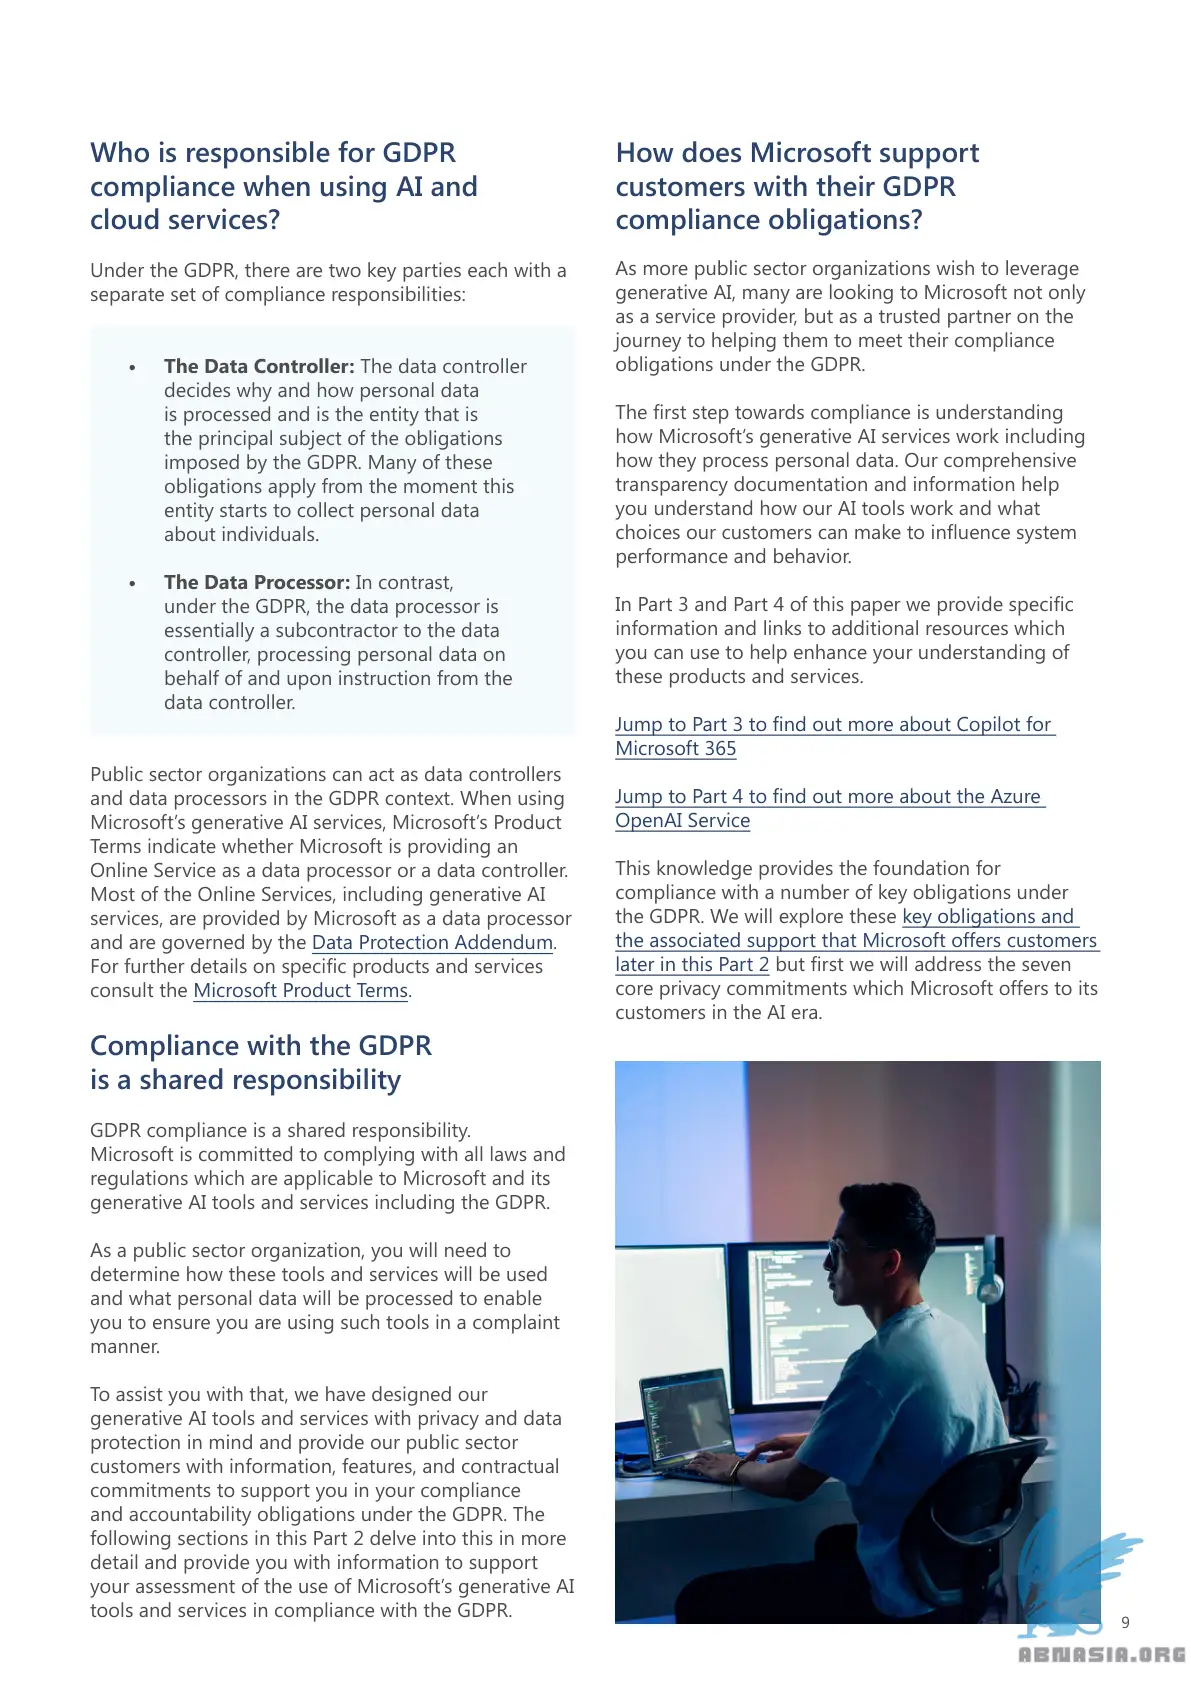 Who is responsible for GDPR
compliance when using AI and
cloud services?
Under the GDPR, there are two key parties each with a
separate set of compliance responsibilities:
• The Data Controller: The data controller
decides why and how personal data
is processed and is the entity that is
the principal subject of the obligations
imposed by the GDPR. Many of these
obligations apply from the moment this
entity starts to collect personal data
about individuals.
• The Data Processor: In contrast,
under the GDPR, the data processor is
essentially a subcontractor to the data
controller, processing personal data on
behalf of and upon instruction from the
data controller.
Public sector organizations can act as data controllers
and data processors in the GDPR context. When using
Microsoft’s generative AI services, Microsoft’s Product
Terms indicate whether Microsoft is providing an
Online Service as a data processor or a data controller.
Most of the Online Services, including generative AI
services, are provided by Microsoft as a data processor
and are governed by the Data Protection Addendum.
For further details on specific products and services
consult the Microsoft Product Terms.
Compliance with the GDPR
is a shared responsibility
GDPR compliance is a shared responsibility.
Microsoft is committed to complying with all laws and
regulations which are applicable to Microsoft and its
generative AI tools and services including the GDPR.
As a public sector organization, you will need to
determine how these tools and services will be used
and what personal data will be processed to enable
you to ensure you are using such tools in a complaint
manner.
To assist you with that, we have designed our
generative AI tools and services with privacy and data
protection in mind and provide our public sector
customers with information, features, and contractual
commitments to support you in your compliance
and accountability obligations under the GDPR. The
following sections in this Part 2 delve into this in more
detail and provide you with information to support
your assessment of the use of Microsoft’s generative AI
tools and services in compliance with the GDPR.
How does Microsoft support
customers with their GDPR
compliance obligations?
As more public sector organizations wish to leverage
generative AI, many are looking to Microsoft not only
as a service provider, but as a trusted partner on the
journey to helping them to meet their compliance
obligations under the GDPR.
The first step towards compliance is understanding
how Microsoft’s generative AI services work including
how they process personal data. Our comprehensive
transparency documentation and information help
you understand how our AI tools work and what
choices our customers can make to influence system
performance and behavior.
In Part 3 and Part 4 of this paper we provide specific
information and links to additional resources which
you can use to help enhance your understanding of
these products and services.
Jump to Part 3 to find out more about Copilot for
Microsoft 365
Jump to Part 4 to find out more about the Azure
OpenAI Service
This knowledge provides the foundation for
compliance with a number of key obligations under
the GDPR. We will explore these key obligations and
the associated support that Microsoft offers customers
later in this Part 2 but first we will address the seven
core privacy commitments which Microsoft offers to its
customers in the AI era.
9
ABNASIA.ORG